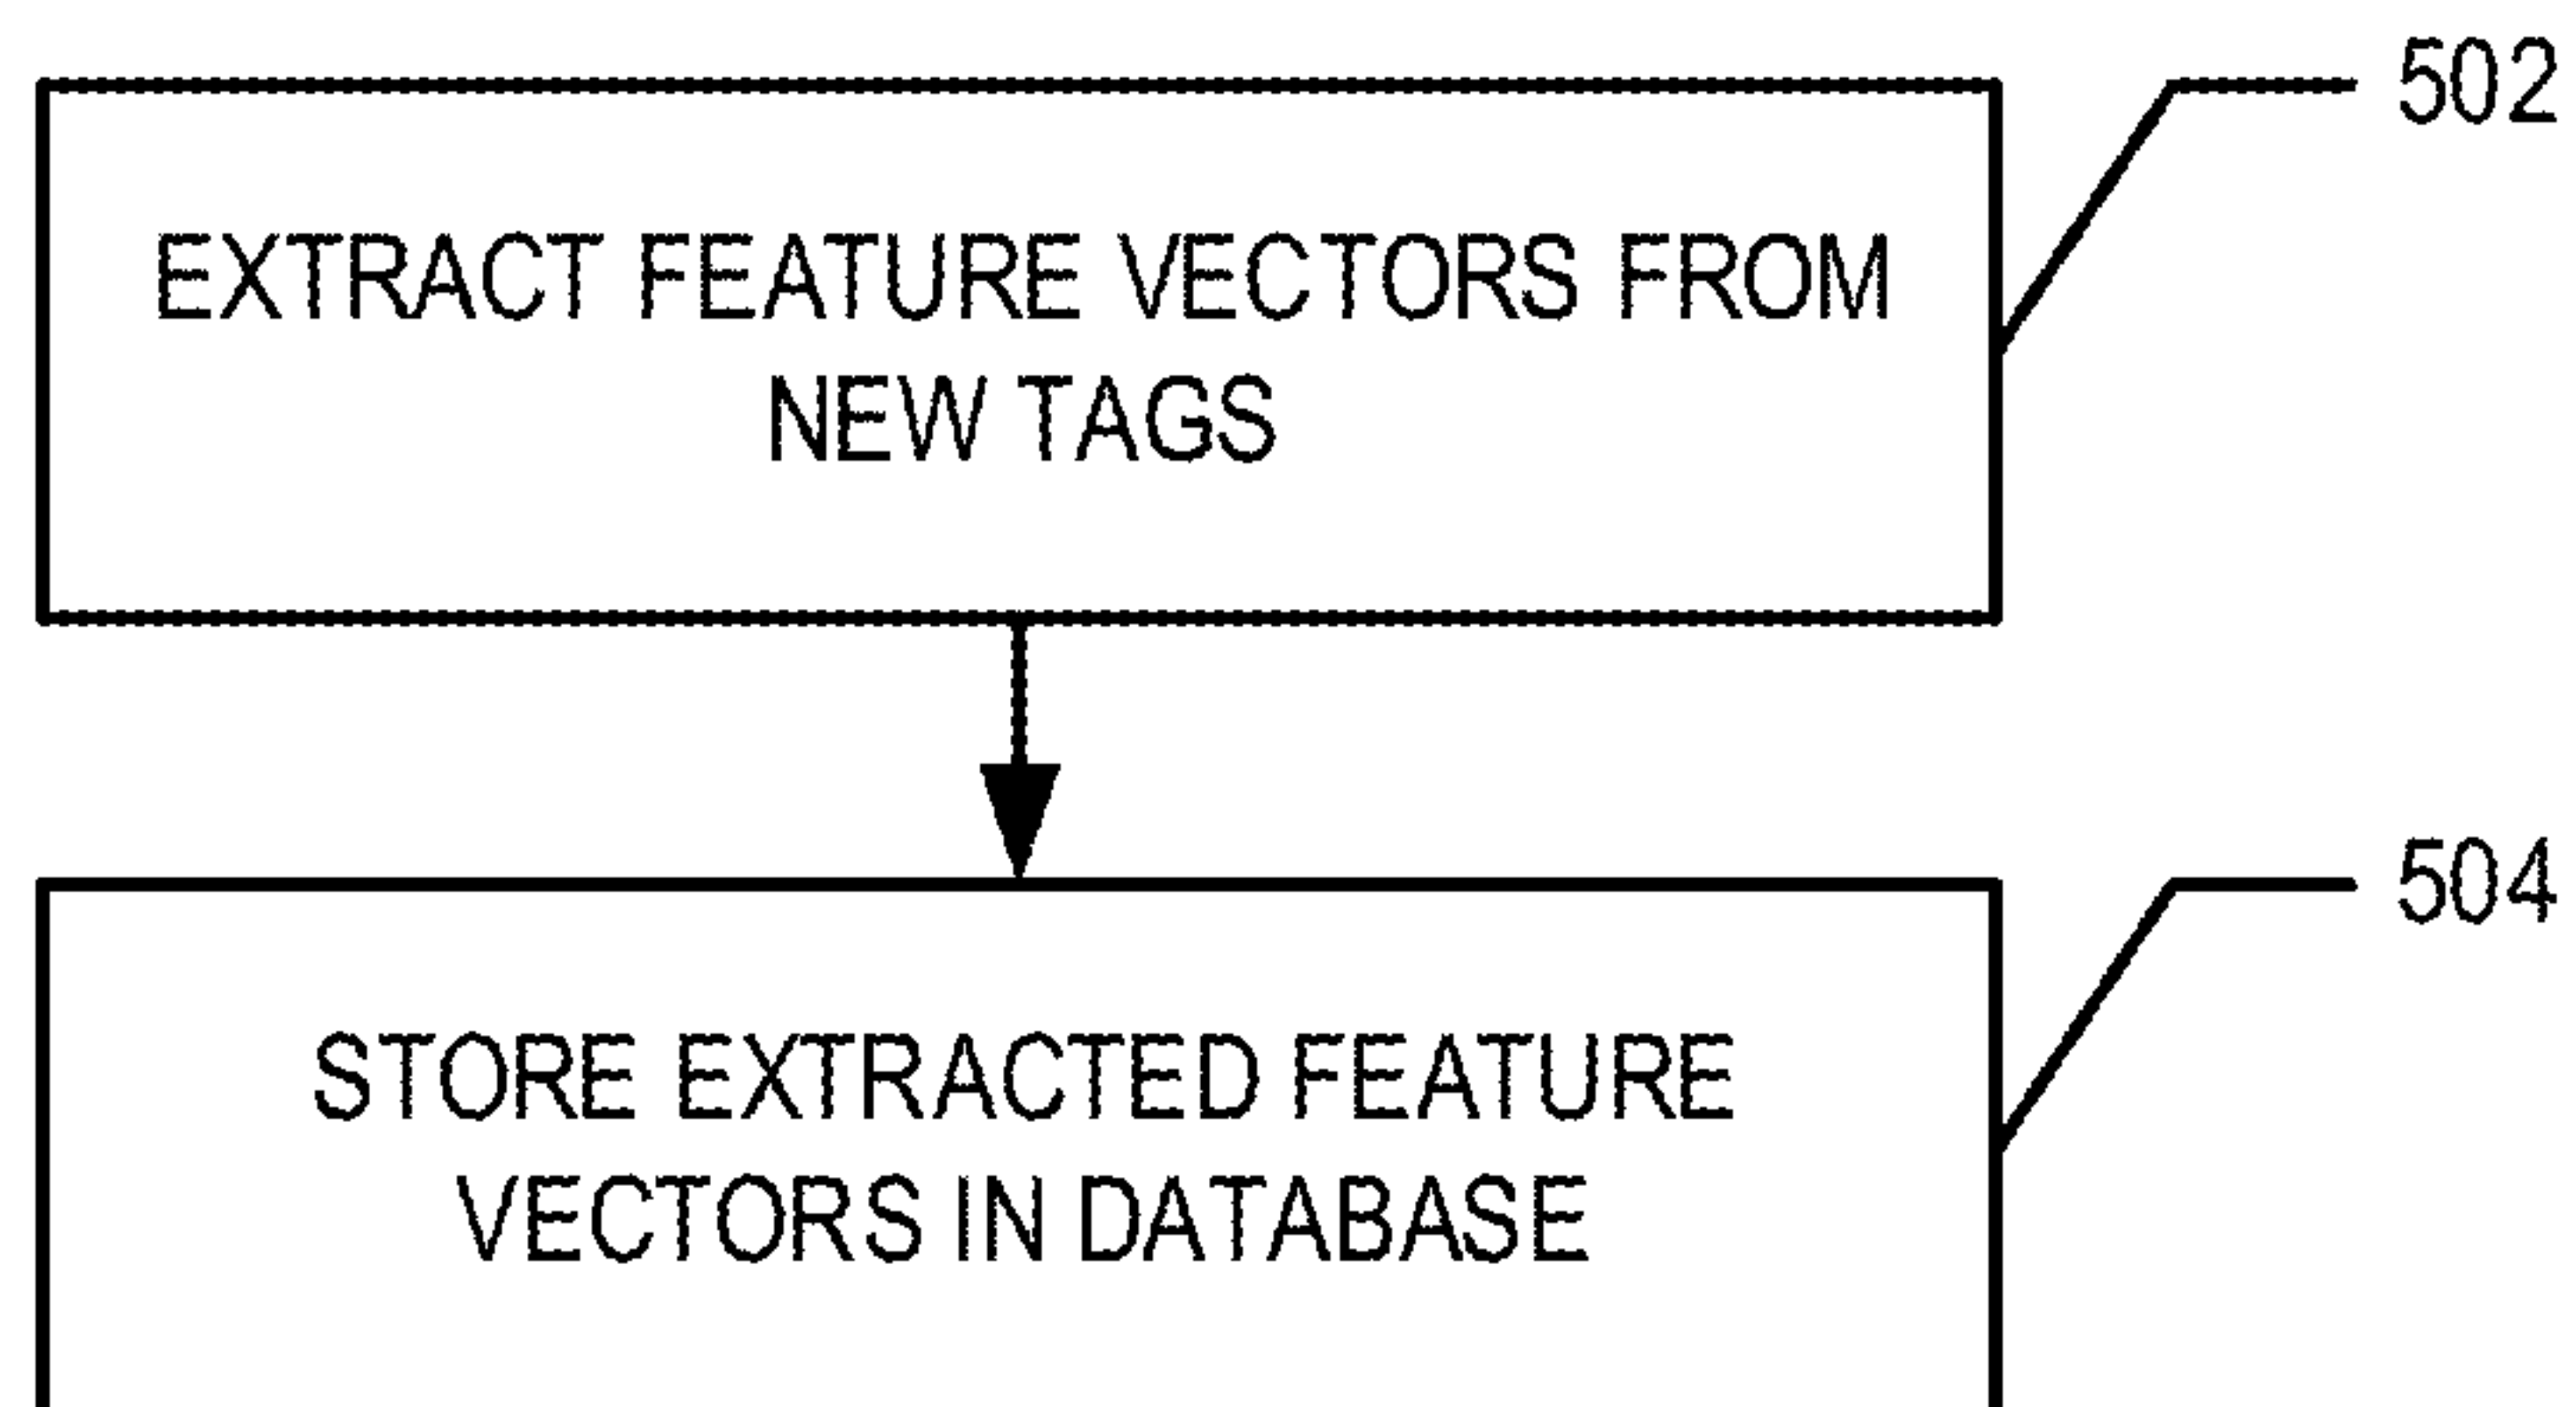 502
EXTRACT FEATURE VECTORS FROM
NEW TAGS
504
STORE EXTRACTED FEATURE
VECTORS IN DATABASE